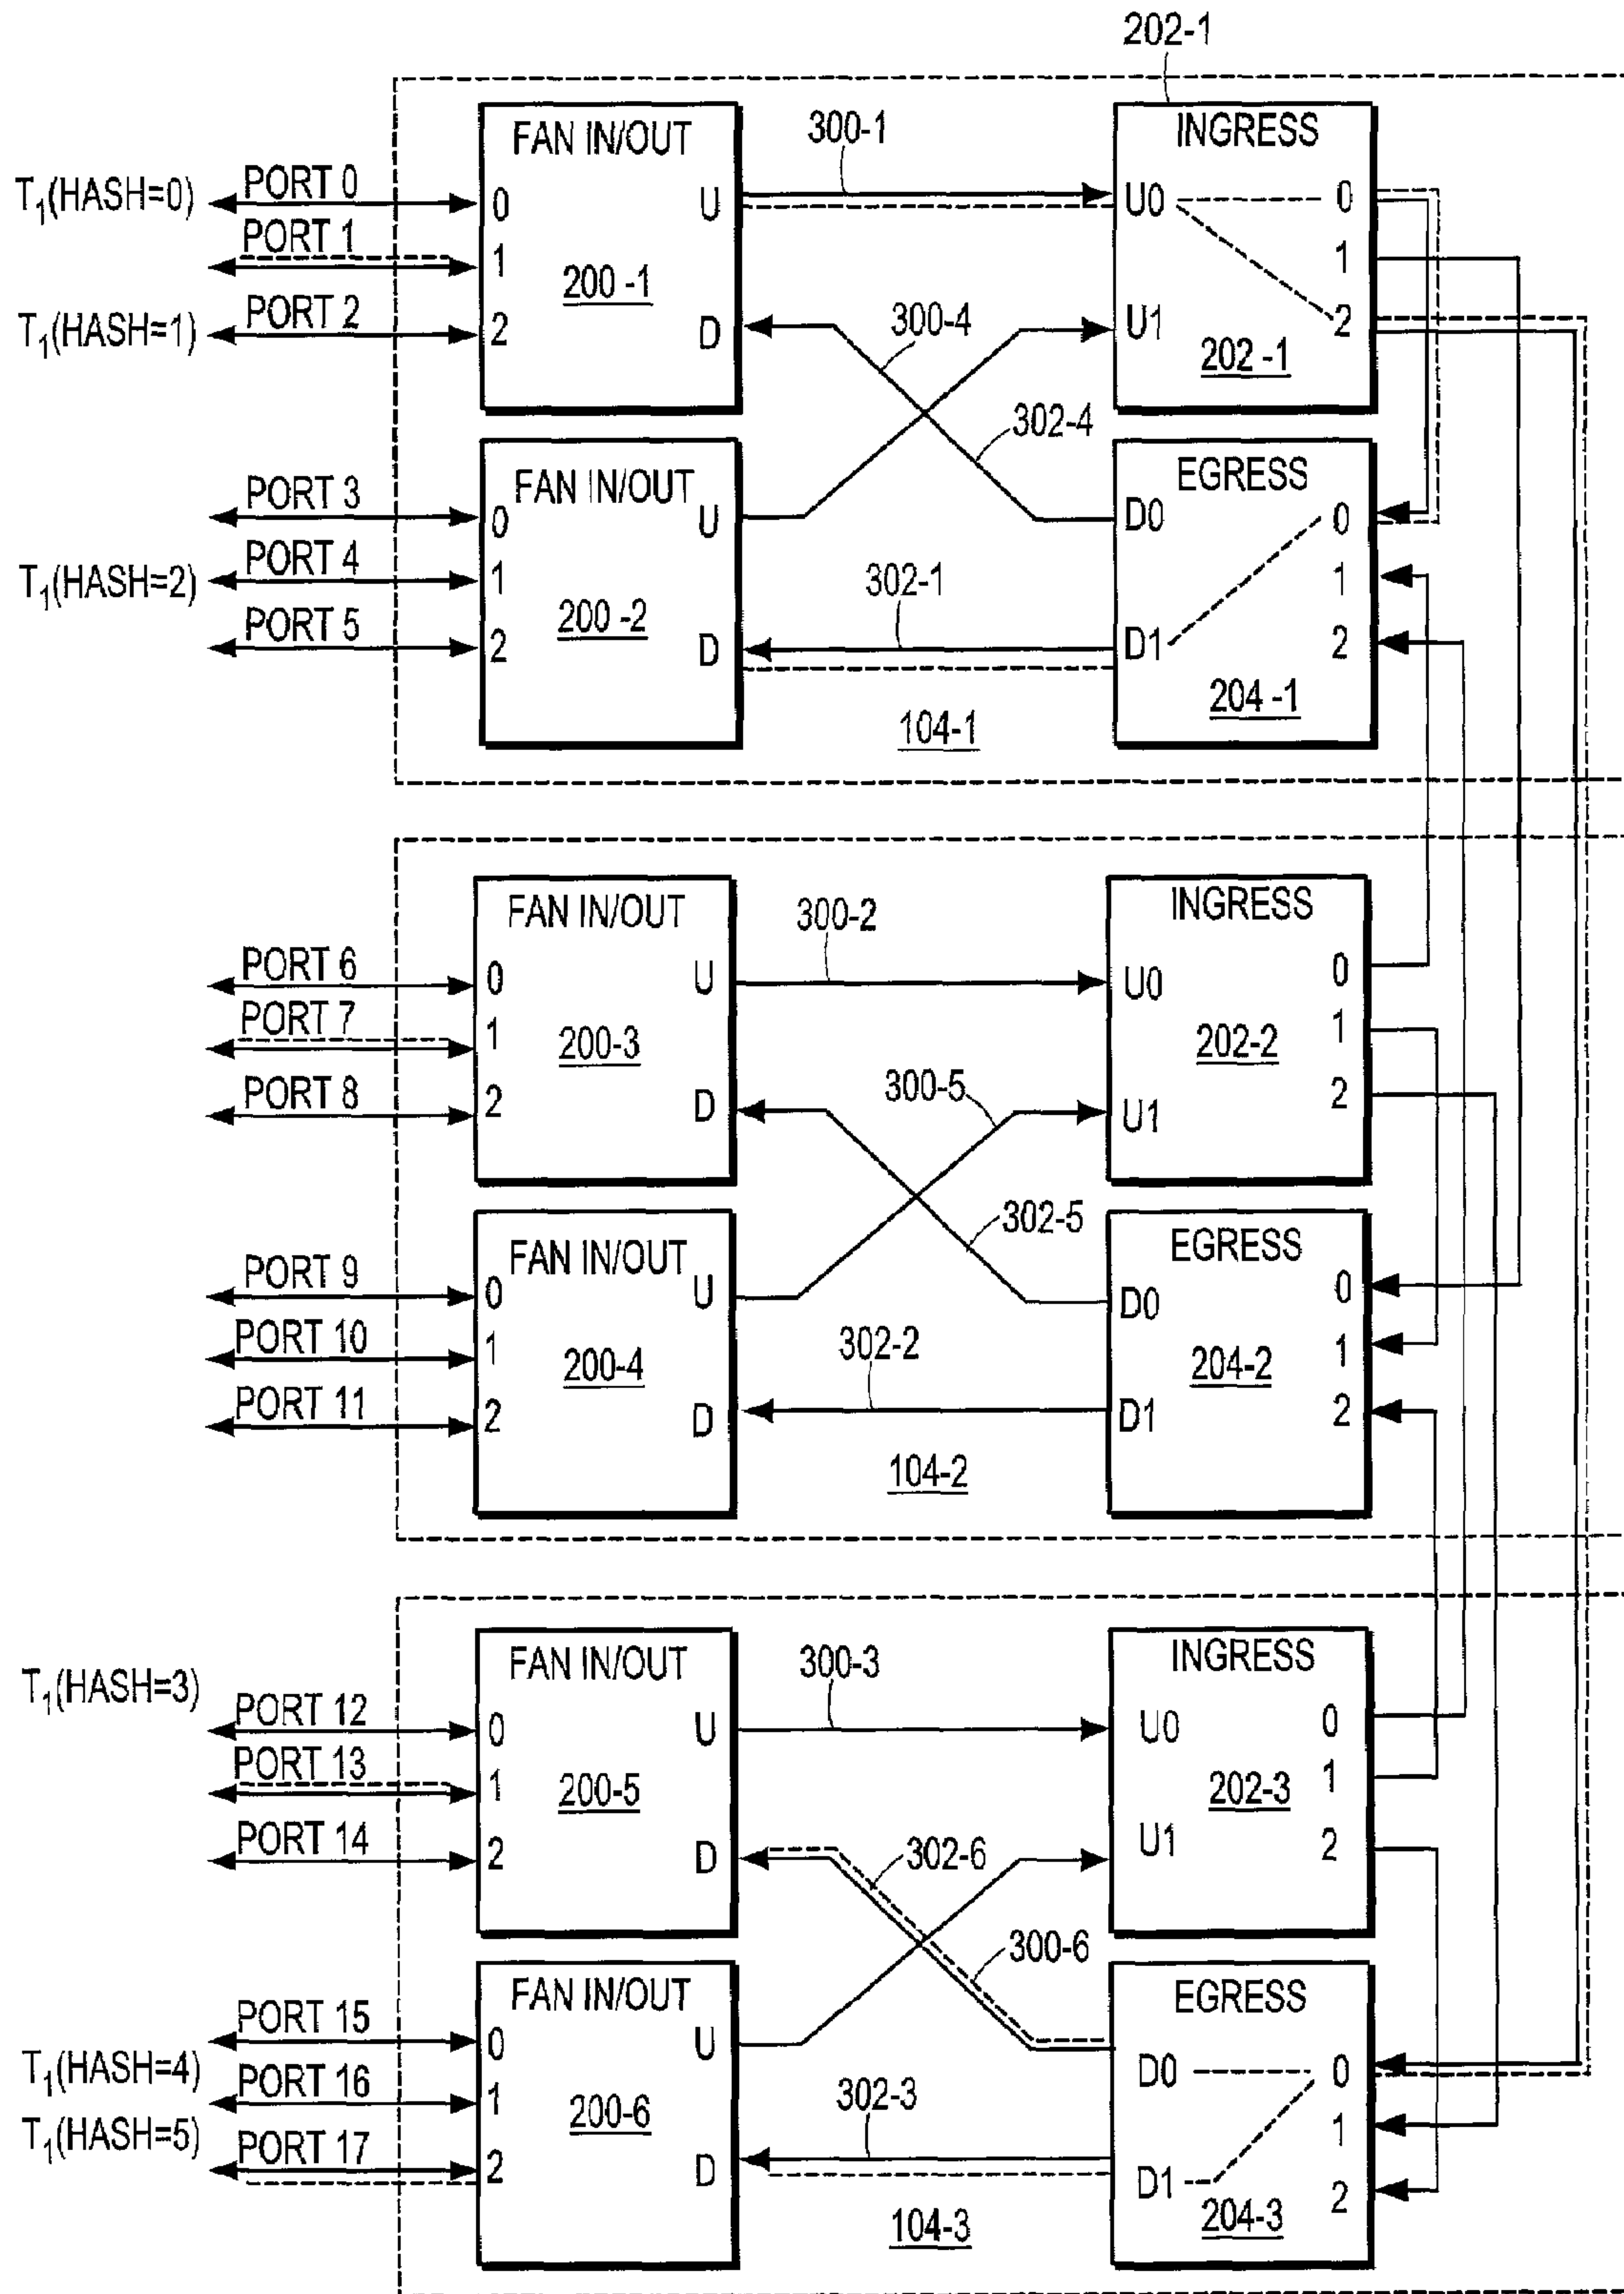 202-1
FAN IN/OUT
300-1
INGRESS
T1(HASH=0)
PORT 0
0
U
U0
0
PORT 1
1
1
200-1
300-4
T1(HASH=1)
PORT 2
2
D
U1
2
202-1
302-4
FAN IN/OUT
EGRESS
PORT 3
0
U
D0
0
T1(HASH=2)
PORT 4
1
302-1
1
PORT 5
200-2
2
D
D1
2
204-1
104-1
FAN IN/OUT
300-2
INGRESS
PORT 6
0
U
U0
0
PORT 7
1
1
200-3
202-2
PORT 8
2
D
300-5
U1
2
302-5
FAN IN/OUT
EGRESS
PORT 9
0
U
D0
0
PORT 10
1
302-2
1
200-4
204-2
PORT 11
2
D
D1
2
104-2
FAN IN/OUT
300-3
INGRESS
T1(HASH=3)
PORT 12
0
U
U0
0
PORT 13
1
1
200-5
202-3
PORT 14
2
D
302-6
U1
2
300-6
FAN IN/OUT
EGRESS
PORT 15
0
U
D0
0
T1(HASH=4)
PORT 16
1
302-3
1
200-6
T1(HASH=5)
PORT 17
2
D
D1
2
204-3
104-3